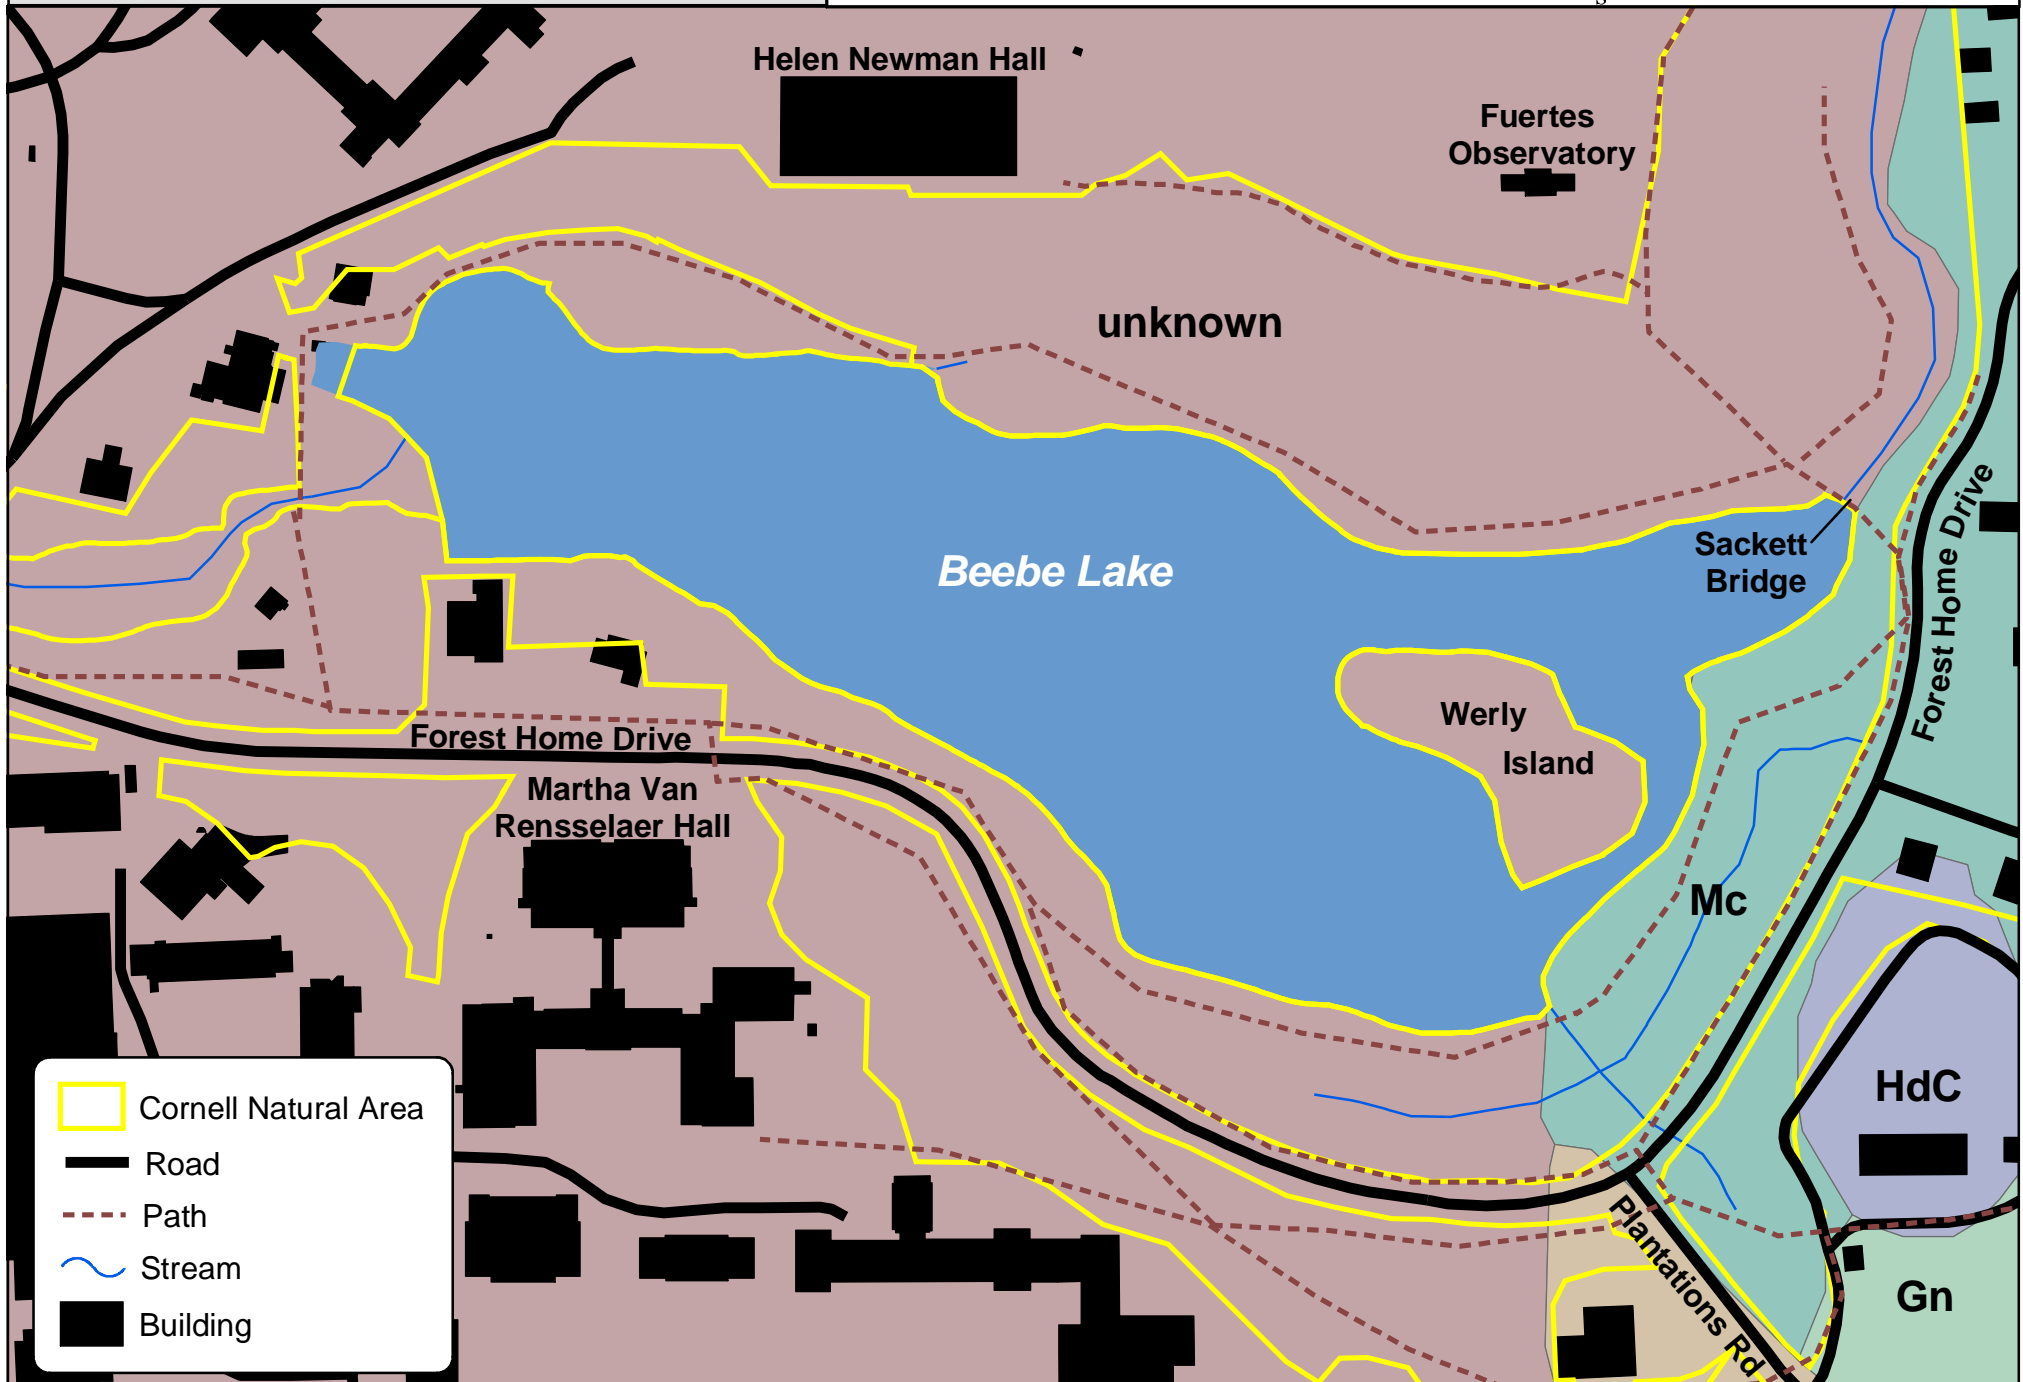 Helen Newman Hall
Fuertes
Observatory
unknown
Sackett
Bridge
Beebe Lake
Forest Home Drive
Werly
Island
Forest Home Drive
Martha Van
Rensselaer Hall
Mc
HdC
Plantations Rd
Gn
Cornell Natural Area
Road
Path
Stream
Building